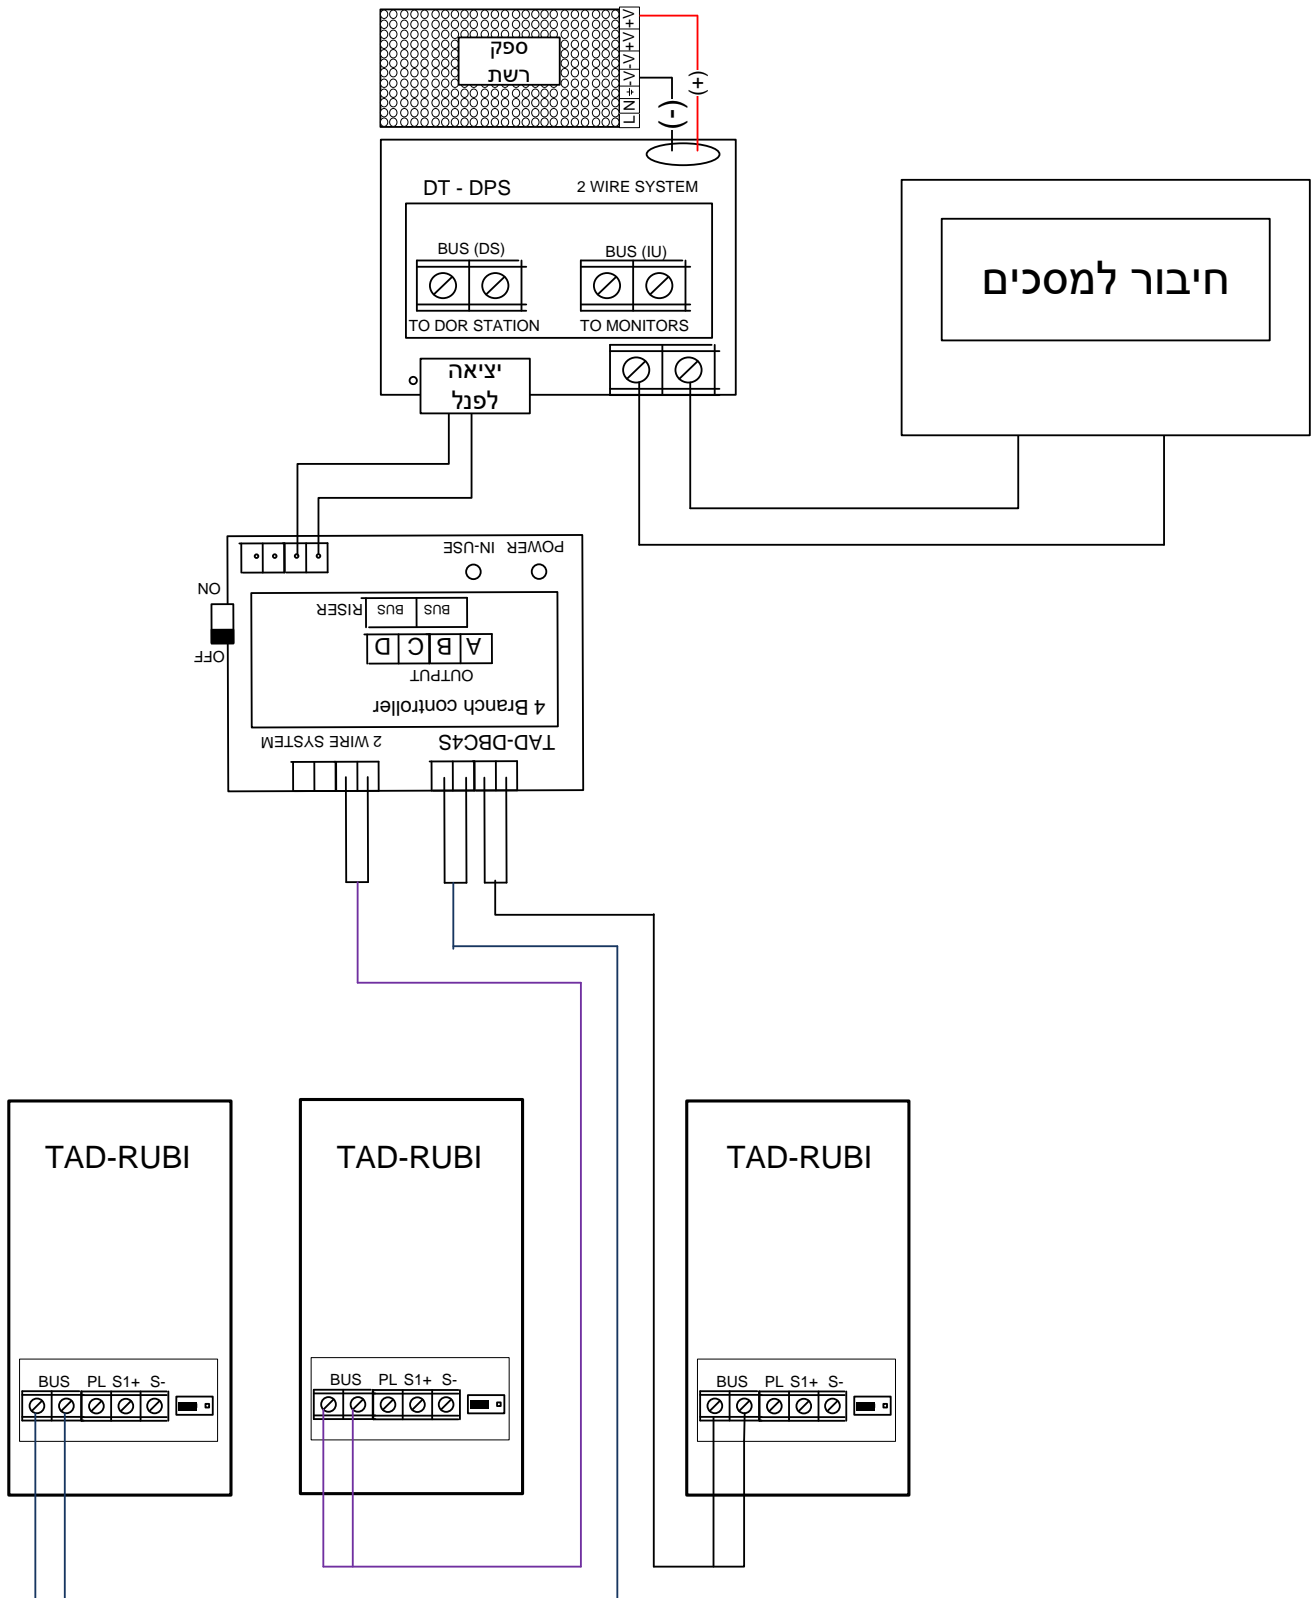 ספק
רשת
+V
+V
-V
-V
⏚
N
L
(+)
(-)
DT - DPS
2 WIRE SYSTEM
BUS (DS)
BUS (IU)
TO DOR STATION
TO MONITORS
יציאה
לפנל
חיבור למסכים
IN-USE
POWER
ON
OFF
RISER
BUS
BUS
D C B A
OUTPUT
4 Branch controller
2 WIRE SYSTEM
TAD-DBC4S
TAD-RUBI
TAD-RUBI
TAD-RUBI
BUS PL S1+ S-
BUS PL S1+ S-
BUS PL S1+ S-